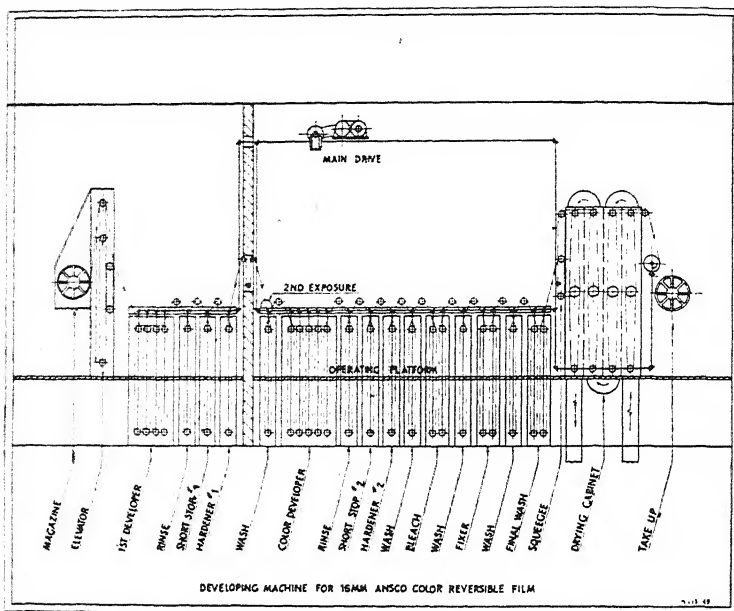 MAIN DRIVE
2ND EXPOSURE
OPERATING PLATFORM
MAGAZINE
ELEVATOR
1ST DEVELOPER
RINSE
SHORT STOP #1
HARDENER #1
WASH
COLOR DEVELOPER
RINSE
SHORT STOP #2
HARDENER #2
WASH
BLEACH
WASH
FIXER
WASH
FINAL WASH
SQUEEGEE
DRYING CABINET
TAKE UP
DEVELOPING MACHINE FOR 16MM ANSCO COLOR REVERSIBLE FILM